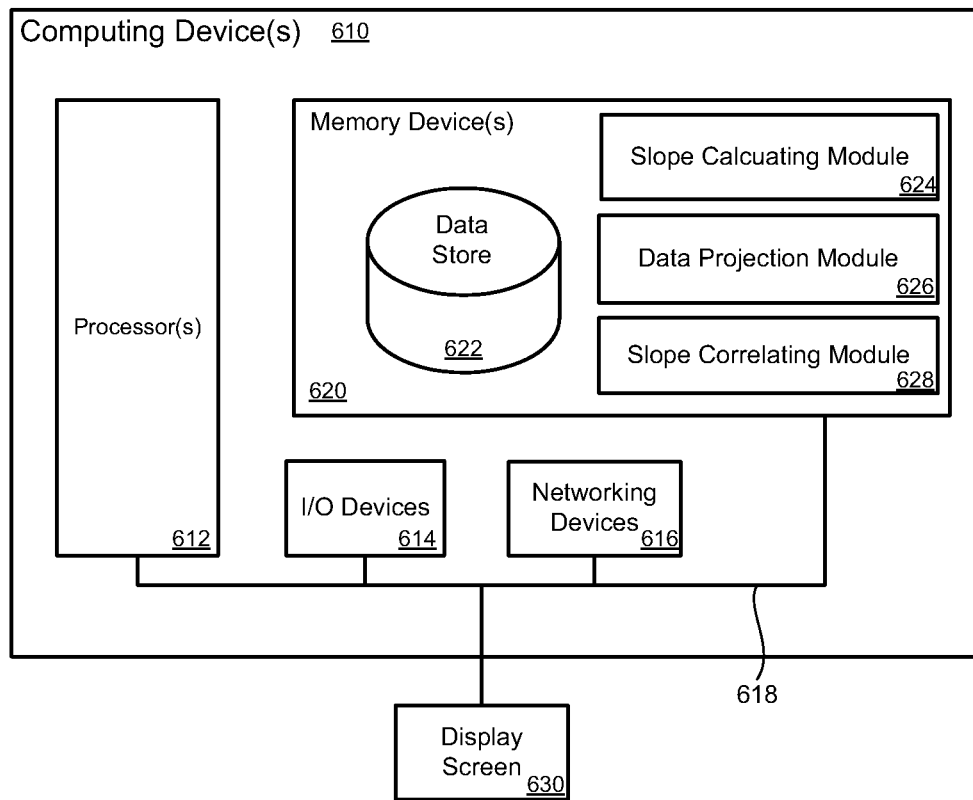 Computing Device(s) 610
Processor(s)
612
Memory Device(s)
Data
Store
622
620
Slope Calcuating Module
624
Data Projection Module
626
Slope Correlating Module
628
I/O Devices
614
Networking
Devices
616
618
Display
Screen
630